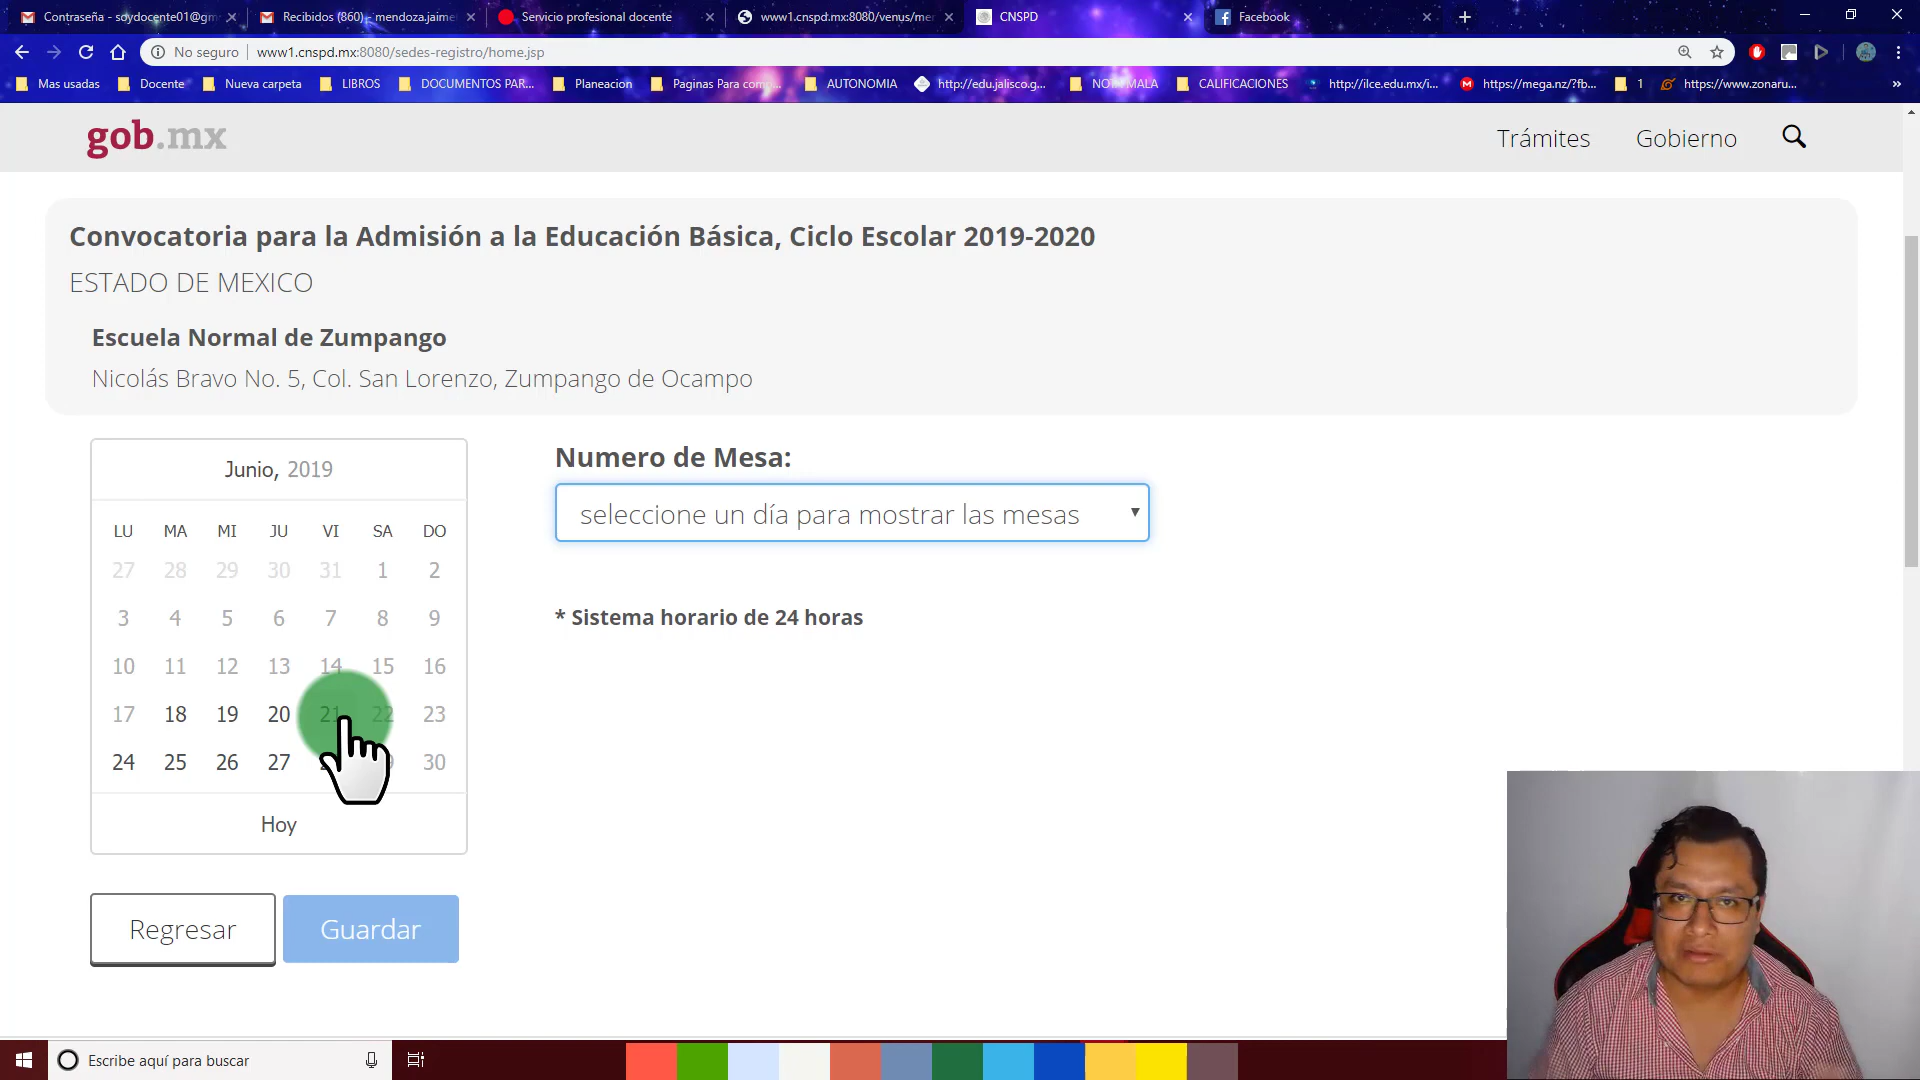 Contraseña - soydocente01@gm
Recibidos (860) - mendoza.jaime
Servicio profesional docente
www1.cnspd.mx:8080/venus/mer
CNSPD
Facebook
No seguro
www1.cnspd.mx:8080/sedes-registro/home.jsp
Mas usadas
Docente
Nueva carpeta
LIBROS
DOCUMENTOS PAR...
Planeacion
Paginas Para com...
AUTONOMIA
http://edu.jalisco.g...
NOTA MALA
CALIFICACIONES
http://ilce.edu.mx/i...
https://mega.nz/?fb...
1
https://www.zonaru...
»
gob.mx
Trámites
Gobierno
Convocatoria para la Admisión a la Educación Básica, Ciclo Escolar 2019-2020
ESTADO DE MEXICO
Escuela Normal de Zumpango
Nicolás Bravo No. 5, Col. San Lorenzo, Zumpango de Ocampo
Junio, 2019
LU MA MI JU VI SA DO
27 28 29 30 31 1 2
3 4 5 6 7 8 9
10 11 12 13 14 15 16
17 18 19 20 21 22 23
24 25 26 27 30
Hoy
Numero de Mesa:
seleccione un día para mostrar las mesas
* Sistema horario de 24 horas
Regresar
Guardar
Escribe aquí para buscar